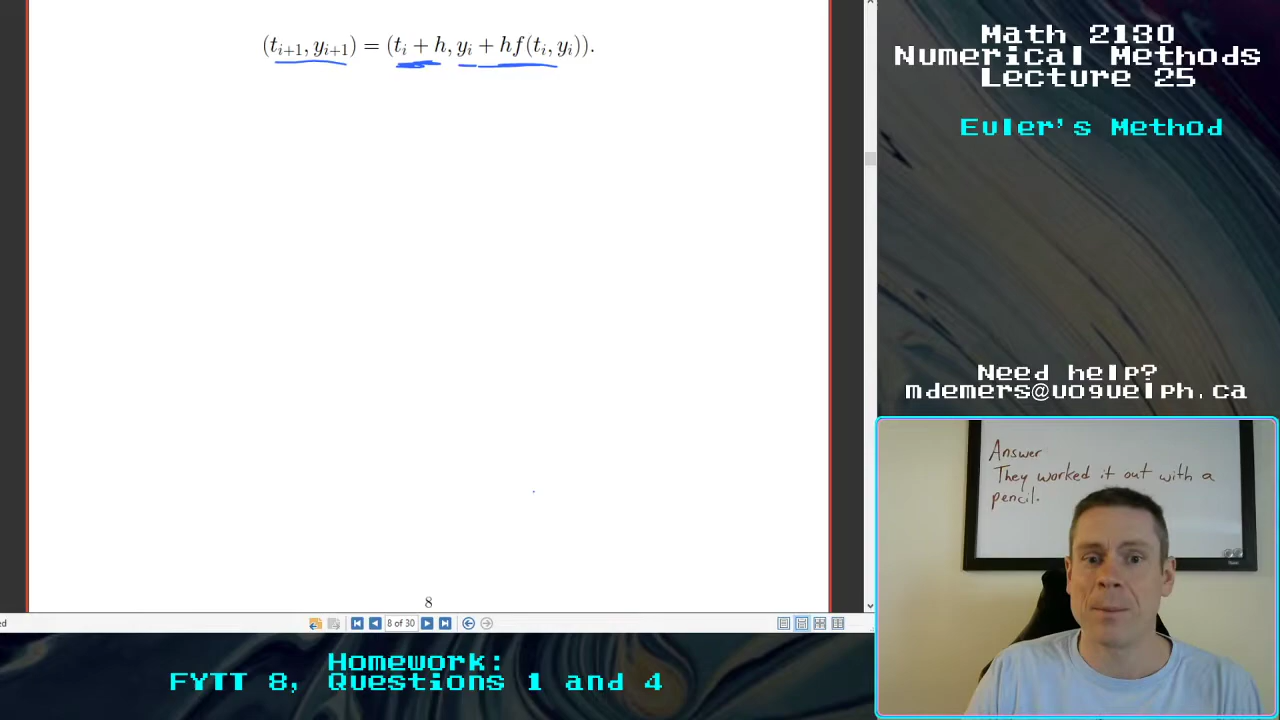 (t_{i+1}, y_{i+1}) = (t_i + h, y_i + hf(t_i, y_i)).
8
8 of 30
Math 2130
Numerical Methods
Lecture 25
Euler's Method
Need help?
mdemers@uoguelph.ca
Answer
They worked it out with a
pencil.
Homework:
FYTT 8, Questions 1 and 4